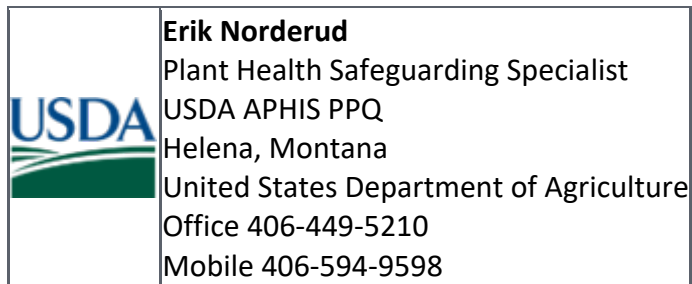 USDA
Erik Norderud
Plant Health Safeguarding Specialist
USDA APHIS PPQ
Helena, Montana
United States Department of Agriculture
Office 406-449-5210
Mobile 406-594-9598